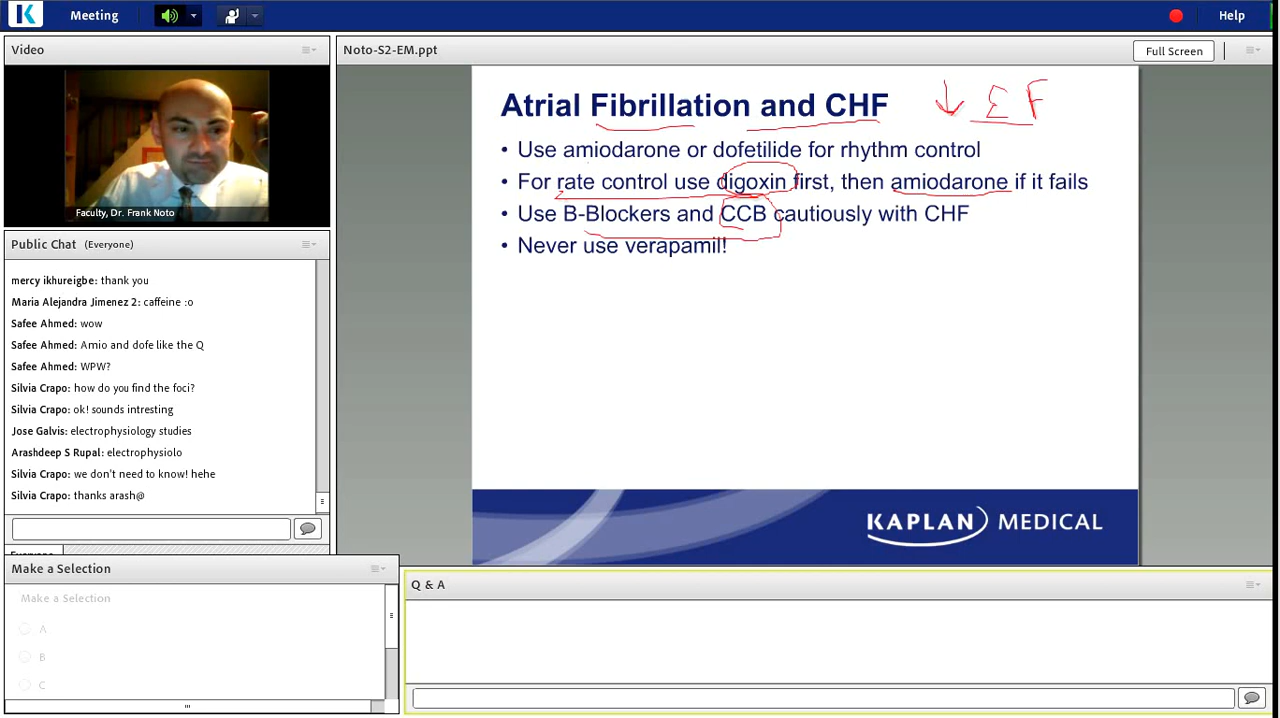 Meeting
Help
Video
Faculty, Dr. Frank Noto
Public Chat (Everyone)
mercy ikhureigbe: thank you
Maria Alejandra Jimenez 2: caffeine :o
Safee Ahmed: wow
Safee Ahmed: Amio and dofe like the Q
Safee Ahmed: WPW?
Silvia Crapo: how do you find the foci?
Silvia Crapo: ok! sounds intresting
Jose Galvis: electrophysiology studies
Arashdeep S Rupal: electrophysiolo
Silvia Crapo: we don't need to know! hehe
Silvia Crapo: thanks arash@
Everyone
Make a Selection
Make a Selection
A
B
C
Noto-S2-EM.ppt
Full Screen
Atrial Fibrillation and CHF
↓ EF
• Use amiodarone or dofetilide for rhythm control
• For rate control use digoxin first, then amiodarone if it fails
• Use B-Blockers and CCB cautiously with CHF
• Never use verapamil!
KAPLAN MEDICAL
Q & A